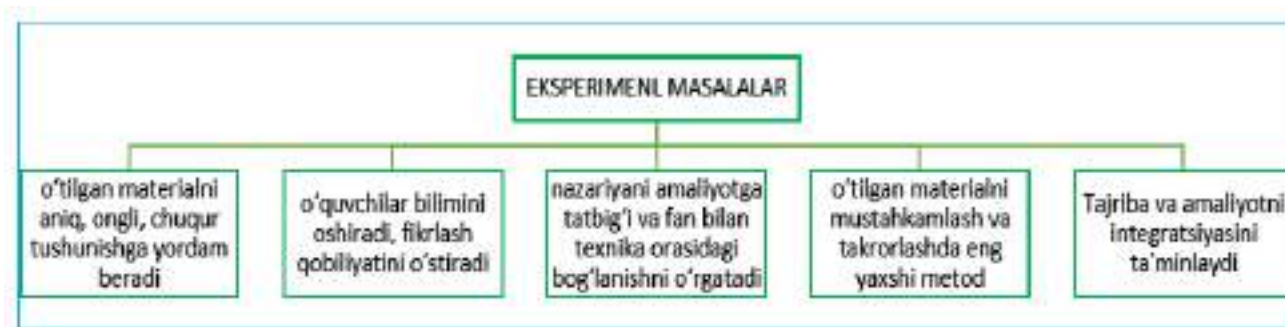 EKSPERIMENL MASALALAR
o‘tilgan materialni
aniq, ongli, chuqur
tushunishga yordam
beradi
o‘quvchilar bilimini
oshiradi, fikrlash
qobiliyatini o‘stiradi
nazariyani amaliyotga
tatbig‘i va fan bilan
texnika orasidagi
bog‘lanishni o‘rgatadi
o‘tilgan materialni
mustahkamlash va
takrorlashda eng
yaxshi metod
Tajriba va amaliyotni
integratsiyasini
ta`minlaydi